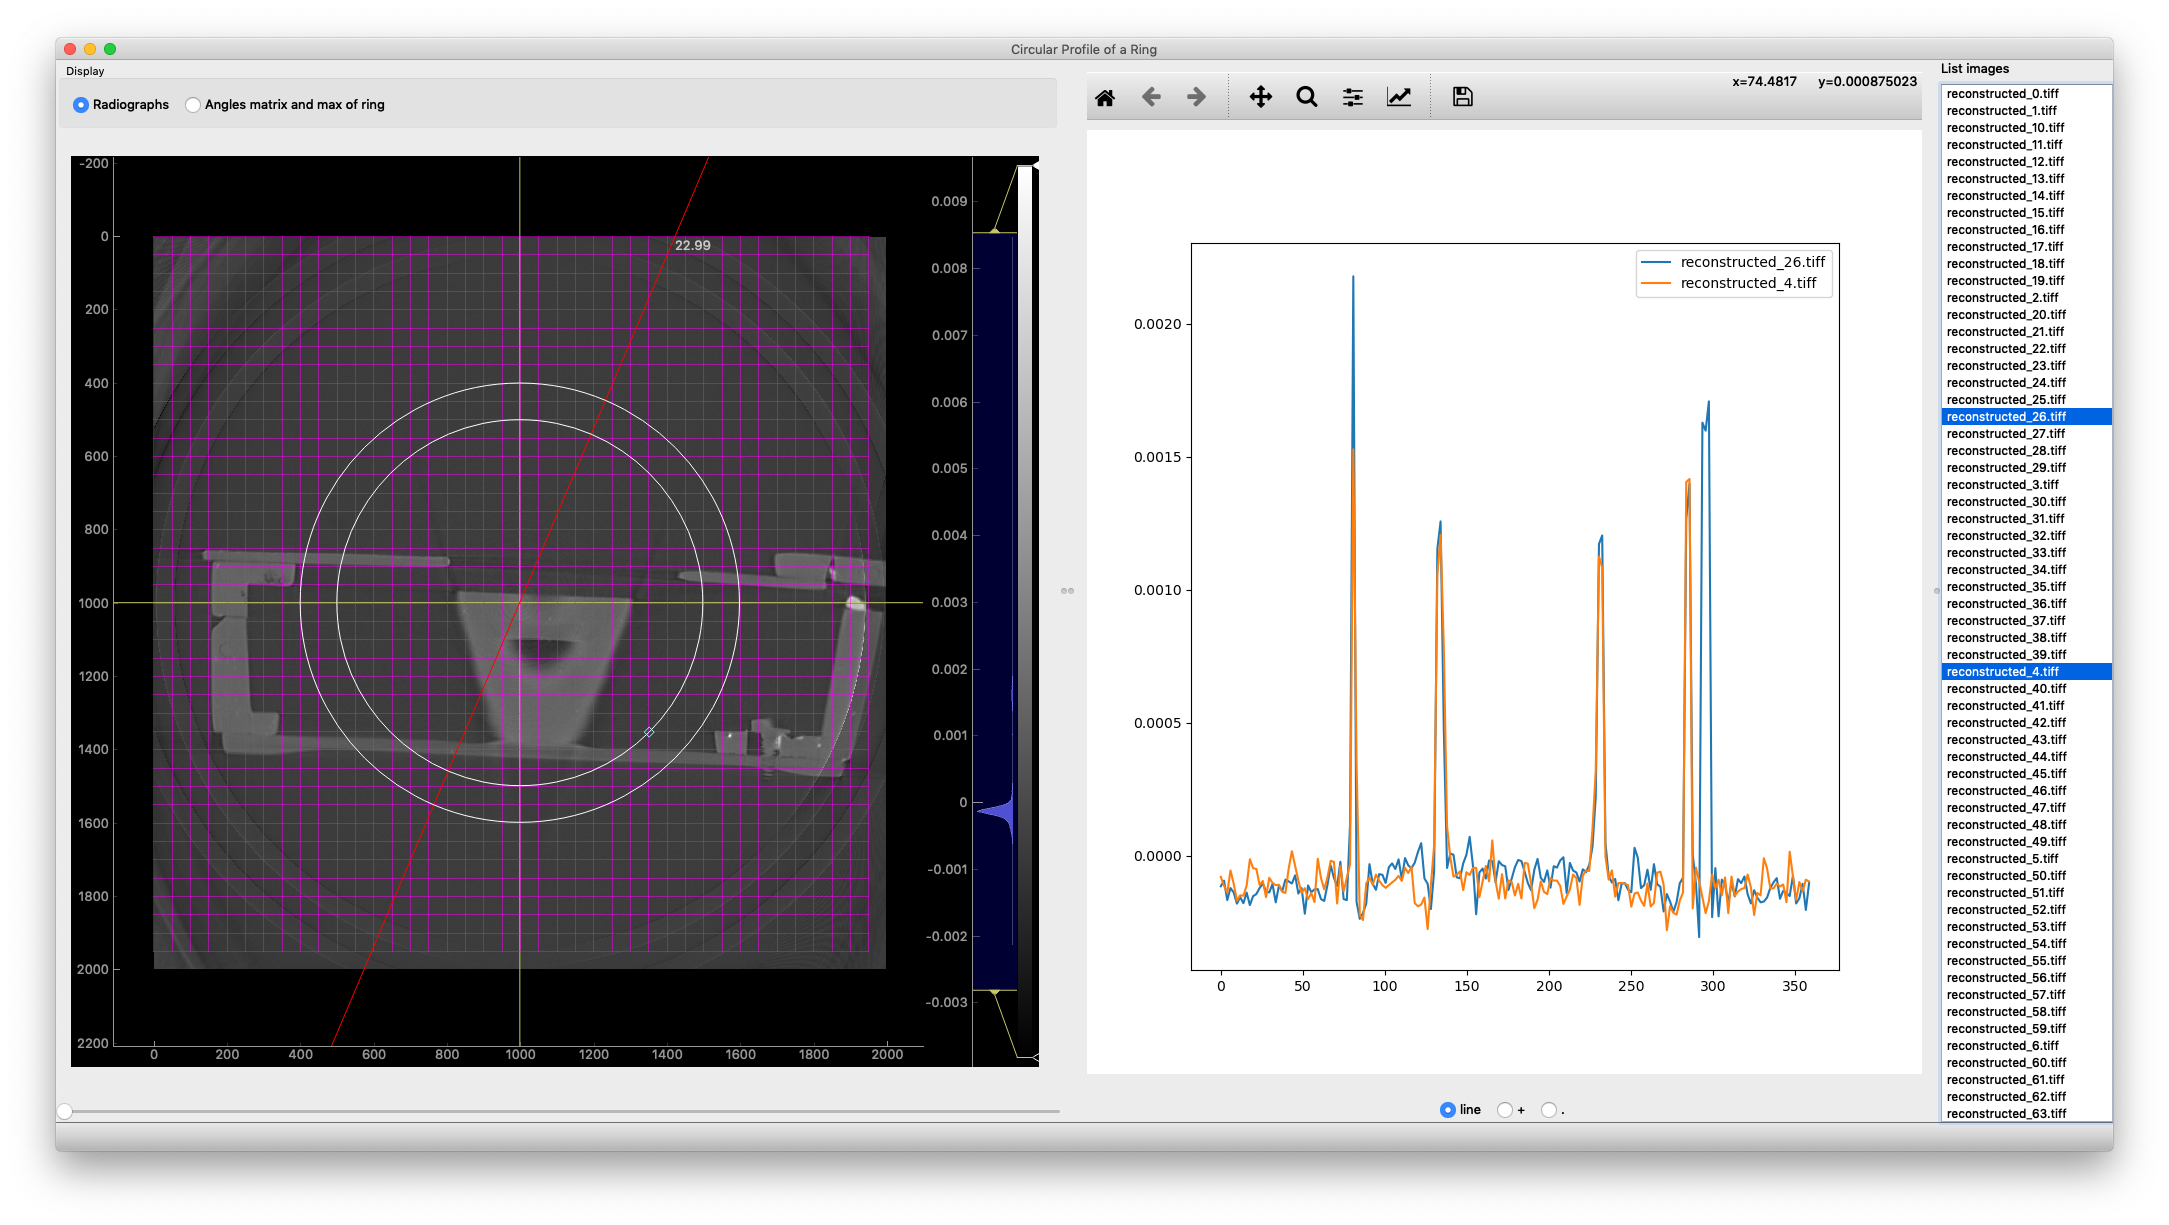 Circular Profile of a Ring
Display
Radiographs
Angles matrix and max of ring
-200
0
200
400
600
800
1000
1200
1400
1600
1800
2000
2200
0
200
400
600
800
1000
1200
1400
1600
1800
2000
22.99
0.009
0.008
0.007
0.006
0.005
0.004
0.003
0.002
0.001
0
-0.001
-0.002
-0.003
x=74.4817 y=0.000875023
reconstructed_26.tiff
reconstructed_4.tiff
0.0020
0.0015
0.0010
0.0005
0.0000
0 50 100 150 200 250 300 350
line + .
List images
reconstructed_0.tiff
reconstructed_1.tiff
reconstructed_10.tiff
reconstructed_11.tiff
reconstructed_12.tiff
reconstructed_13.tiff
reconstructed_14.tiff
reconstructed_15.tiff
reconstructed_16.tiff
reconstructed_17.tiff
reconstructed_18.tiff
reconstructed_19.tiff
reconstructed_2.tiff
reconstructed_20.tiff
reconstructed_21.tiff
reconstructed_22.tiff
reconstructed_23.tiff
reconstructed_24.tiff
reconstructed_25.tiff
reconstructed_26.tiff
reconstructed_27.tiff
reconstructed_28.tiff
reconstructed_29.tiff
reconstructed_3.tiff
reconstructed_30.tiff
reconstructed_31.tiff
reconstructed_32.tiff
reconstructed_33.tiff
reconstructed_34.tiff
reconstructed_35.tiff
reconstructed_36.tiff
reconstructed_37.tiff
reconstructed_38.tiff
reconstructed_39.tiff
reconstructed_4.tiff
reconstructed_40.tiff
reconstructed_41.tiff
reconstructed_42.tiff
reconstructed_43.tiff
reconstructed_44.tiff
reconstructed_45.tiff
reconstructed_46.tiff
reconstructed_47.tiff
reconstructed_48.tiff
reconstructed_49.tiff
reconstructed_5.tiff
reconstructed_50.tiff
reconstructed_51.tiff
reconstructed_52.tiff
reconstructed_53.tiff
reconstructed_54.tiff
reconstructed_55.tiff
reconstructed_56.tiff
reconstructed_57.tiff
reconstructed_58.tiff
reconstructed_59.tiff
reconstructed_6.tiff
reconstructed_60.tiff
reconstructed_61.tiff
reconstructed_62.tiff
reconstructed_63.tiff